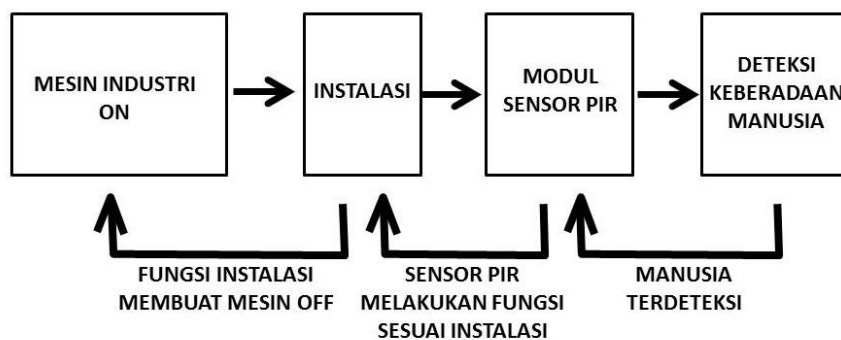 MESIN INDUSTRI
ON
INSTALASI
MODUL
SENSOR PIR
DETEKSI
KEBERADAAN
MANUSIA
FUNGSI INSTALASI
MEMBUAT MESIN OFF
SENSOR PIR
MELAKUKAN FUNGSI
SESUAI INSTALASI
MANUSIA
TERDETEKSI